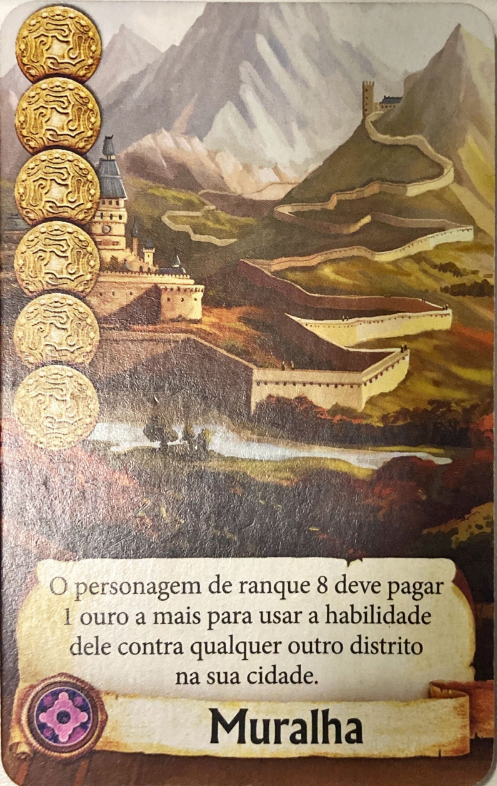 O personagem de ranque 8 deve pagar
1 ouro a mais para usar a habilidade
dele contra qualquer outro distrito
na sua cidade.
Muralha